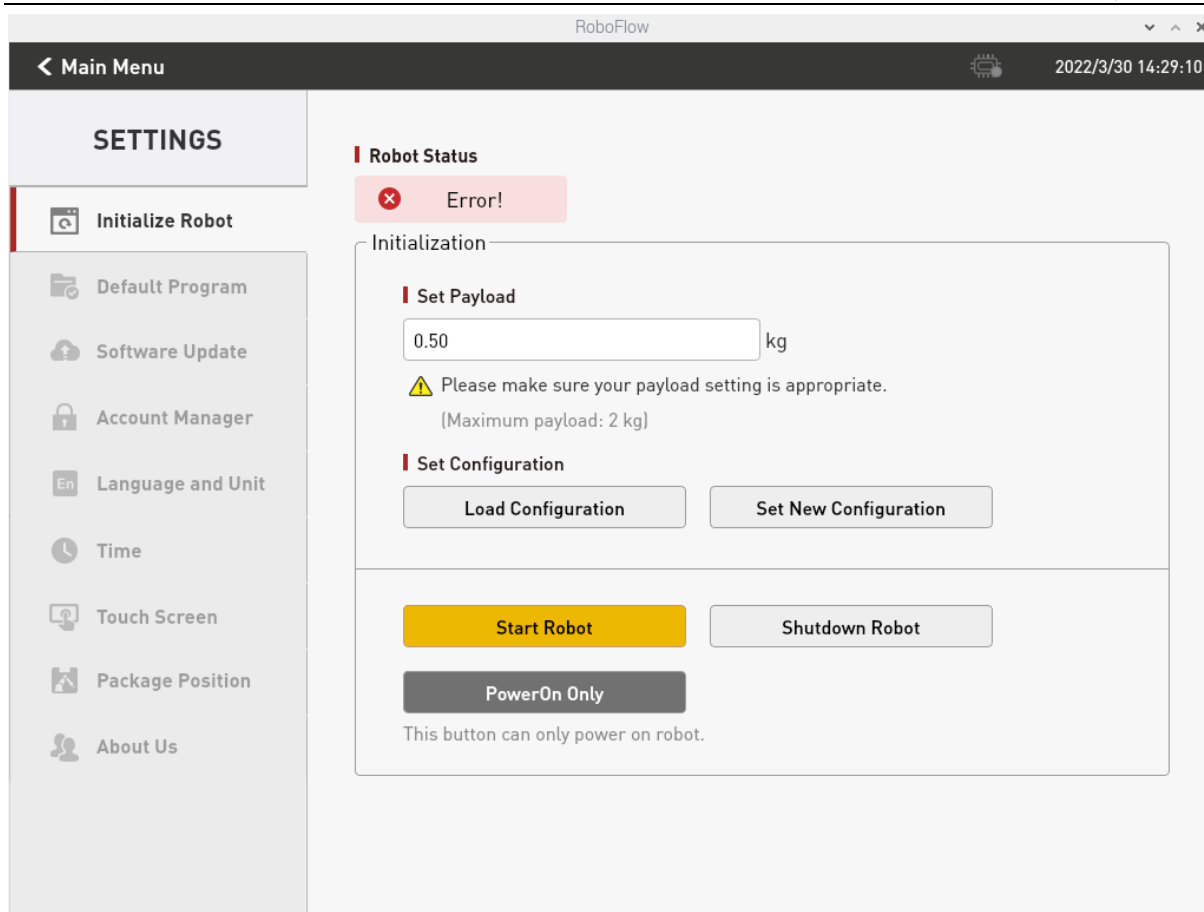 RoboFlow
Main Menu
2022/3/30 14:29:10
SETTINGS
Initialize Robot
Default Program
Software Update
Account Manager
En
Language and Unit
Time
Touch Screen
Package Position
About Us
Robot Status
Error!
Initialization
Set Payload
0.50
kg
Please make sure your payload setting is appropriate.
(Maximum payload: 2 kg)
Set Configuration
Load Configuration
Set New Configuration
Start Robot
Shutdown Robot
PowerOn Only
This button can only power on robot.